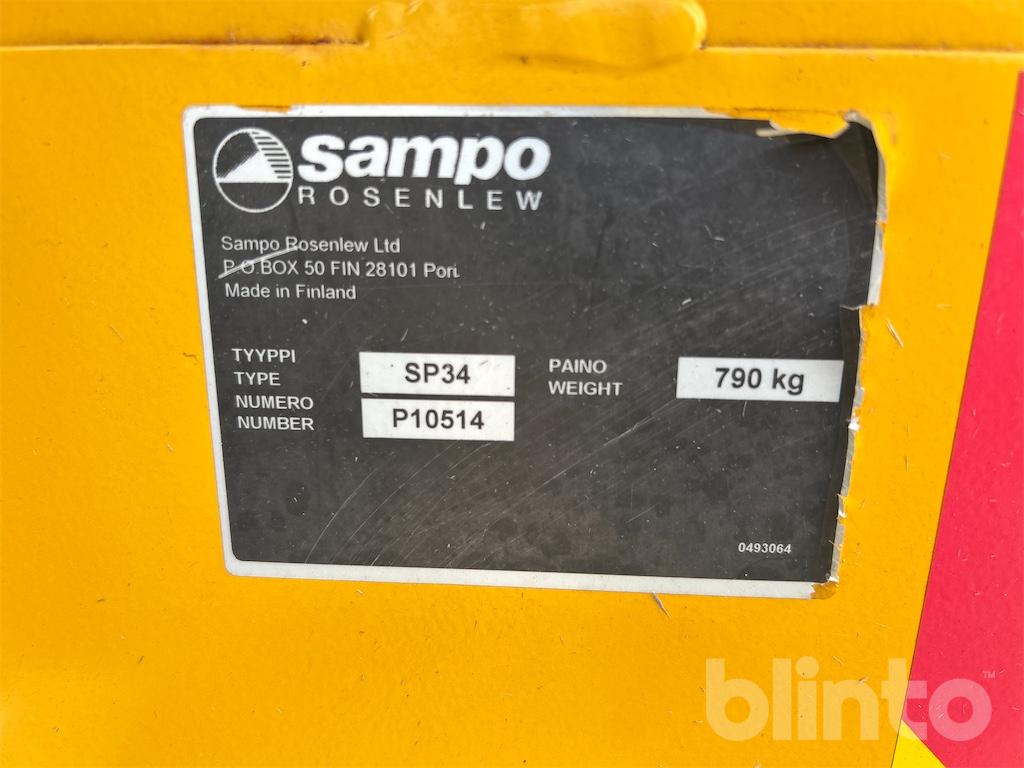 sampo
ROSENLEW
Sampo Rosenlew Ltd
P.O.BOX 50 FIN 28101 Pori.
Made in Finland
TYYPPI
TYPE
SP34
NUMERO
NUMBER
P10514
PAINO
WEIGHT
790 kg
0493064
blinto™